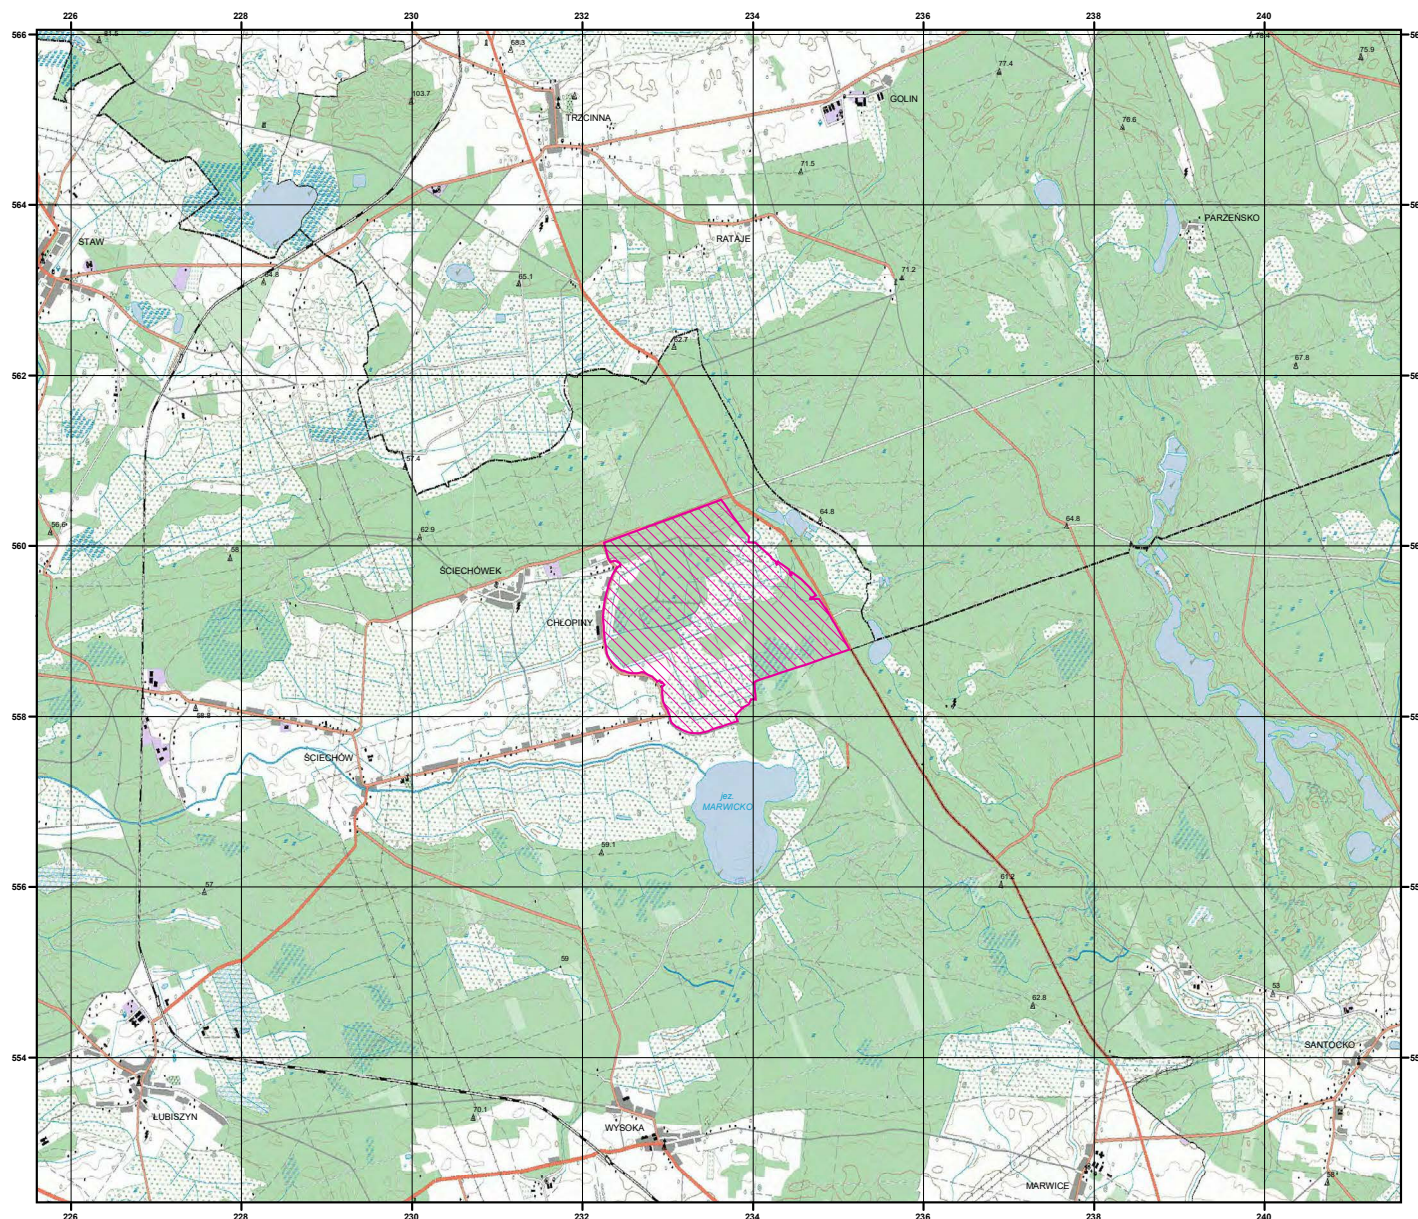 226 228 230 232 234 236 238 240
566
61.5
68.3
78.4
75.9
77.4
103.7
GOLIN
TRZCINNA
76.6
71.5
564
PARZEŃSKO
STAW
RATAJE
64.8
65.1
71.2
62.7
67.8
562
57.4
64.8
64.8
56.6
62.9
560
58
ŚCIECHÓWEK
CHŁOPINY
58.8
558
ŚCIECHÓW
jez.
MARWICKO
59.1
556
57
61.2
59
53
62.8
554
SANTOCKO
ŁUBISZYN
70.1
WYSOKA
MARWICE
58
226 228 230 232 234 236 238 240